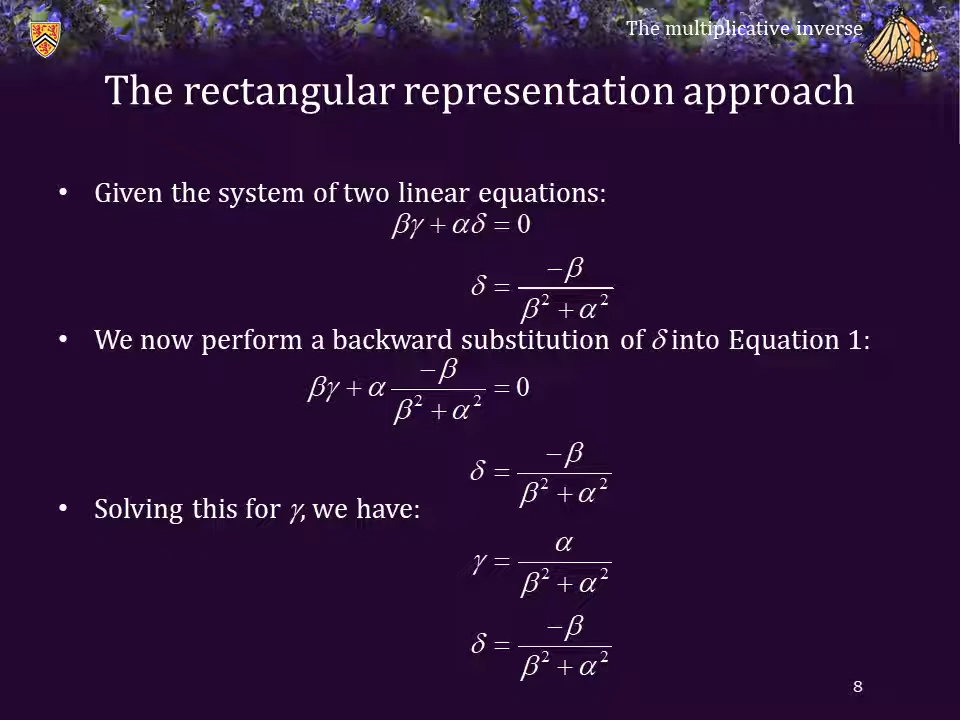 The multiplicative inverse
The rectangular representation approach
• Given the system of two linear equations:
βγ + αδ = 0
δ = −β / (β² + α²)
• We now perform a backward substitution of δ into Equation 1:
βγ + α −β / (β² + α²) = 0
δ = −β / (β² + α²)
• Solving this for γ, we have:
γ = α / (β² + α²)
δ = −β / (β² + α²)
8